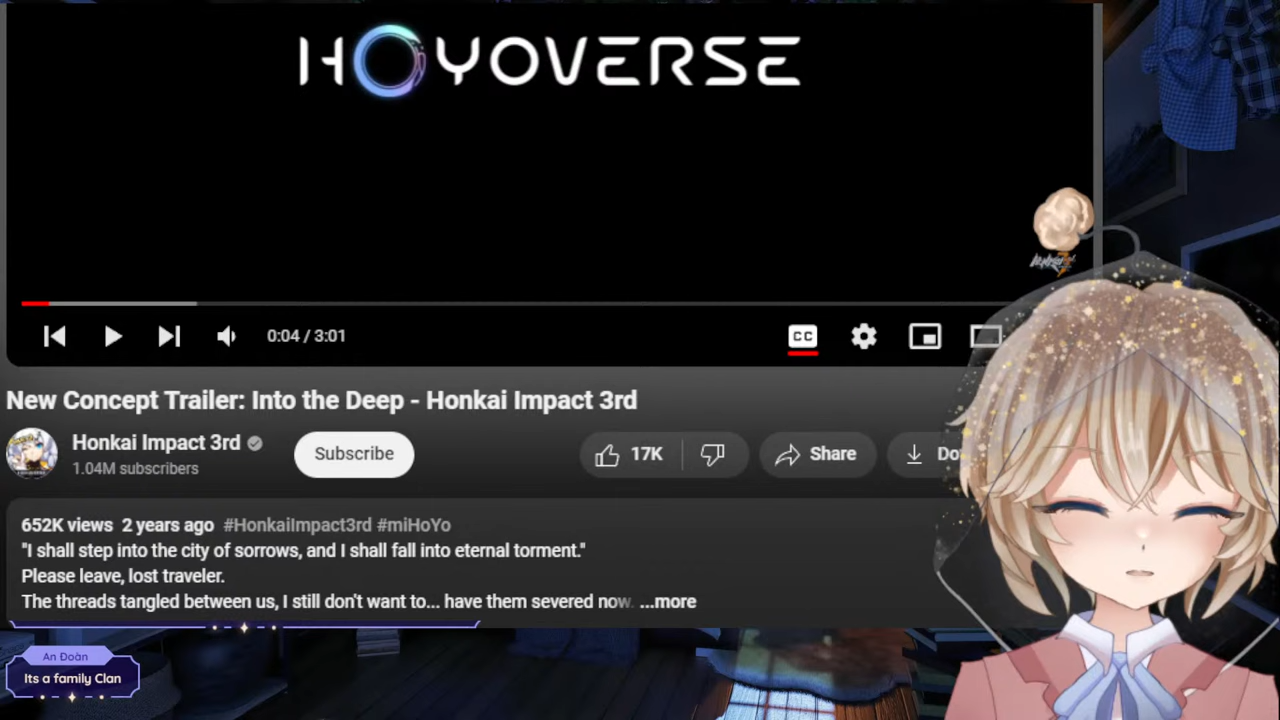 HOYOVERSE
0:04 / 3:01
CC
New Concept Trailer: Into the Deep - Honkai Impact 3rd
Honkai Impact 3rd
1.04M subscribers
Subscribe
17K
Share
Do
652K views 2 years ago #HonkaiImpact3rd #miHoYo
"I shall step into the city of sorrows, and I shall fall into eternal torment."
Please leave, lost traveler.
The threads tangled between us, I still don't want to... have them severed now. ...more
An Đoàn
Its a family Clan